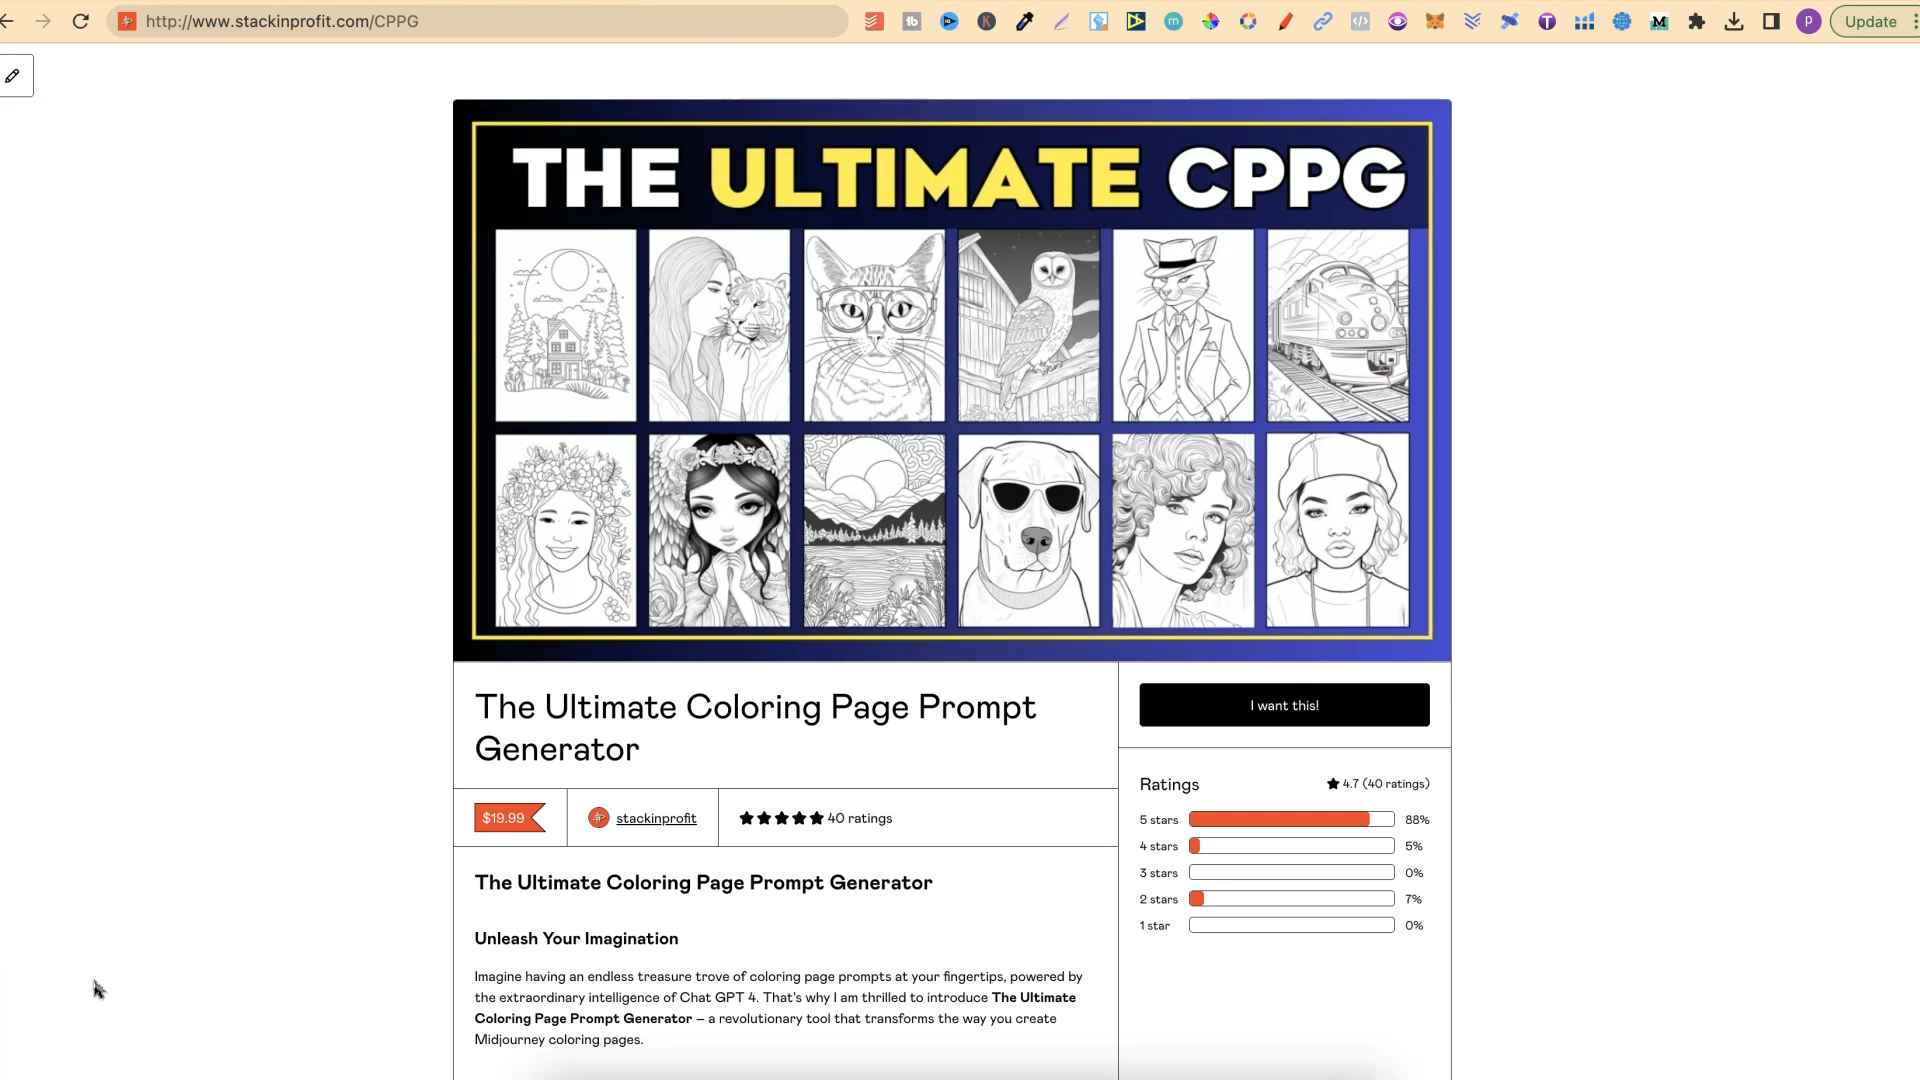 http://www.stackinprofit.com/CPPG
Update
THE ULTIMATE CPPG
The Ultimate Coloring Page Prompt
Generator
I want this!
$19.99
stackinprofit
40 ratings
Ratings
4.7 (40 ratings)
5 stars 88%
4 stars 5%
3 stars 0%
2 stars 7%
1 star 0%
The Ultimate Coloring Page Prompt Generator
Unleash Your Imagination
Imagine having an endless treasure trove of coloring page prompts at your fingertips, powered by
the extraordinary intelligence of Chat GPT 4. That's why I am thrilled to introduce The Ultimate
Coloring Page Prompt Generator – a revolutionary tool that transforms the way you create
Midjourney coloring pages.